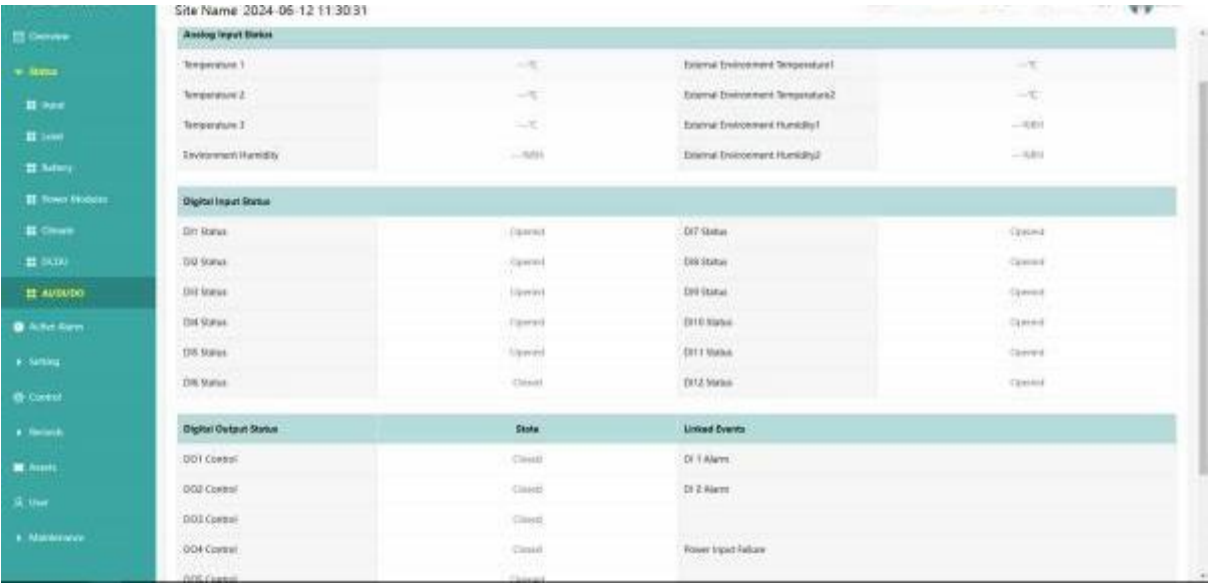 Site Name 2024-06-12 11:30:31
Overview
Status
Input
Load
Battery
Power Modules
Climate
DCDU
AI/DI/DO
Active Alarm
Setting
Control
Records
Assets
User
Maintenance
Analog Input Status
Temperature 1 ---℃ External Environment Temperature1 ---℃
Temperature 2 ---℃ External Environment Temperature2 ---℃
Temperature 3 ---℃ External Environment Humidity1 ---%RH
Environment Humidity ---%RH External Environment Humidity2 ---%RH
Digital Input Status
DI1 Status Opened DI7 Status Opened
DI2 Status Opened DI8 Status Opened
DI3 Status Opened DI9 Status Opened
DI4 Status Opened DI10 Status Opened
DI5 Status Opened DI11 Status Opened
DI6 Status Closed DI12 Status Opened
Digital Output Status State Linked Events
DO1 Control Closed DI 1 Alarm
DO2 Control Closed DI 2 Alarm
DO3 Control Closed
DO4 Control Closed Power Input Failure
DO5 Control